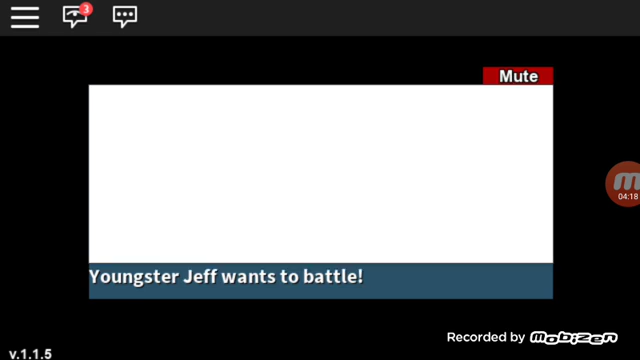 3
Mute
04:18
Youngster Jeff wants to battle!
Recorded by mobizen
v.1.1.5